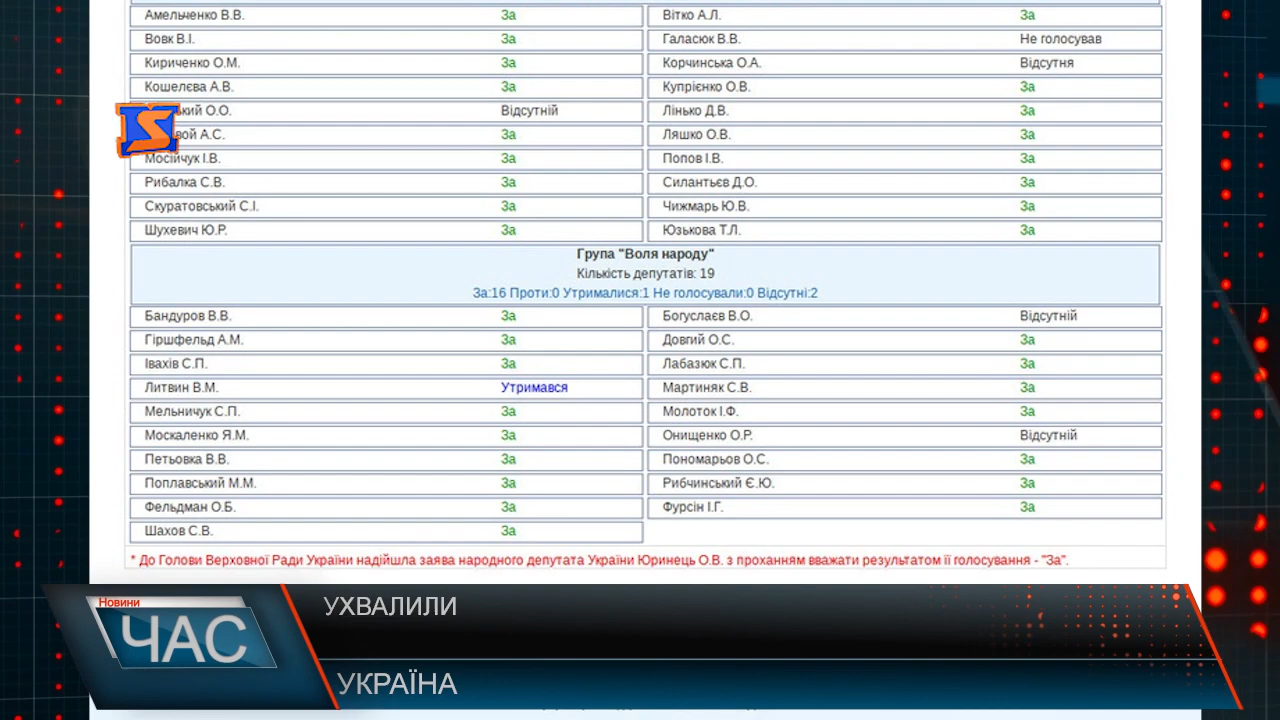 Амельченко В.В. За Вітко А.Л. За
Вовк В.І. За Галасюк В.В. Не голосував
Кириченко О.М. За Корчинська О.А. Відсутня
Кошелєва А.В. За Купрієнко О.В. За
О.О. Відсутній Лінько Д.В. За
А.С. За Ляшко О.В. За
Мосійчук І.В. За Попов І.В. За
Рибалка С.В. За Силантьєв Д.О. За
Скуратовський С.І. За Чижмарь Ю.В. За
Шухевич Ю.Р. За Юзькова Т.Л. За
Група "Воля народу"
Кількість депутатів: 19
За:16 Проти:0 Утрималися:1 Не голосували:0 Відсутні:2
Бандуров В.В. За Богуслаєв В.О. Відсутній
Гіршфельд А.М. За Довгий О.С. За
Івахів С.П. За Лабазюк С.П. За
Литвин В.М. Утримався Мартиняк С.В. За
Мельничук С.П. За Молоток І.Ф. За
Москаленко Я.М. За Онищенко О.Р. Відсутній
Петьовка В.В. За Пономарьов О.С. За
Поплавський М.М. За Рибчинський Є.Ю. За
Фельдман О.Б. За Фурсін І.Г. За
Шахов С.В. За
* До Голови Верховної Ради України надійшла заява народного депутата України Юринець О.В. з проханням вважати результатом її голосування - "За".
Новини
ЧАС
УХВАЛИЛИ
УКРАЇНА